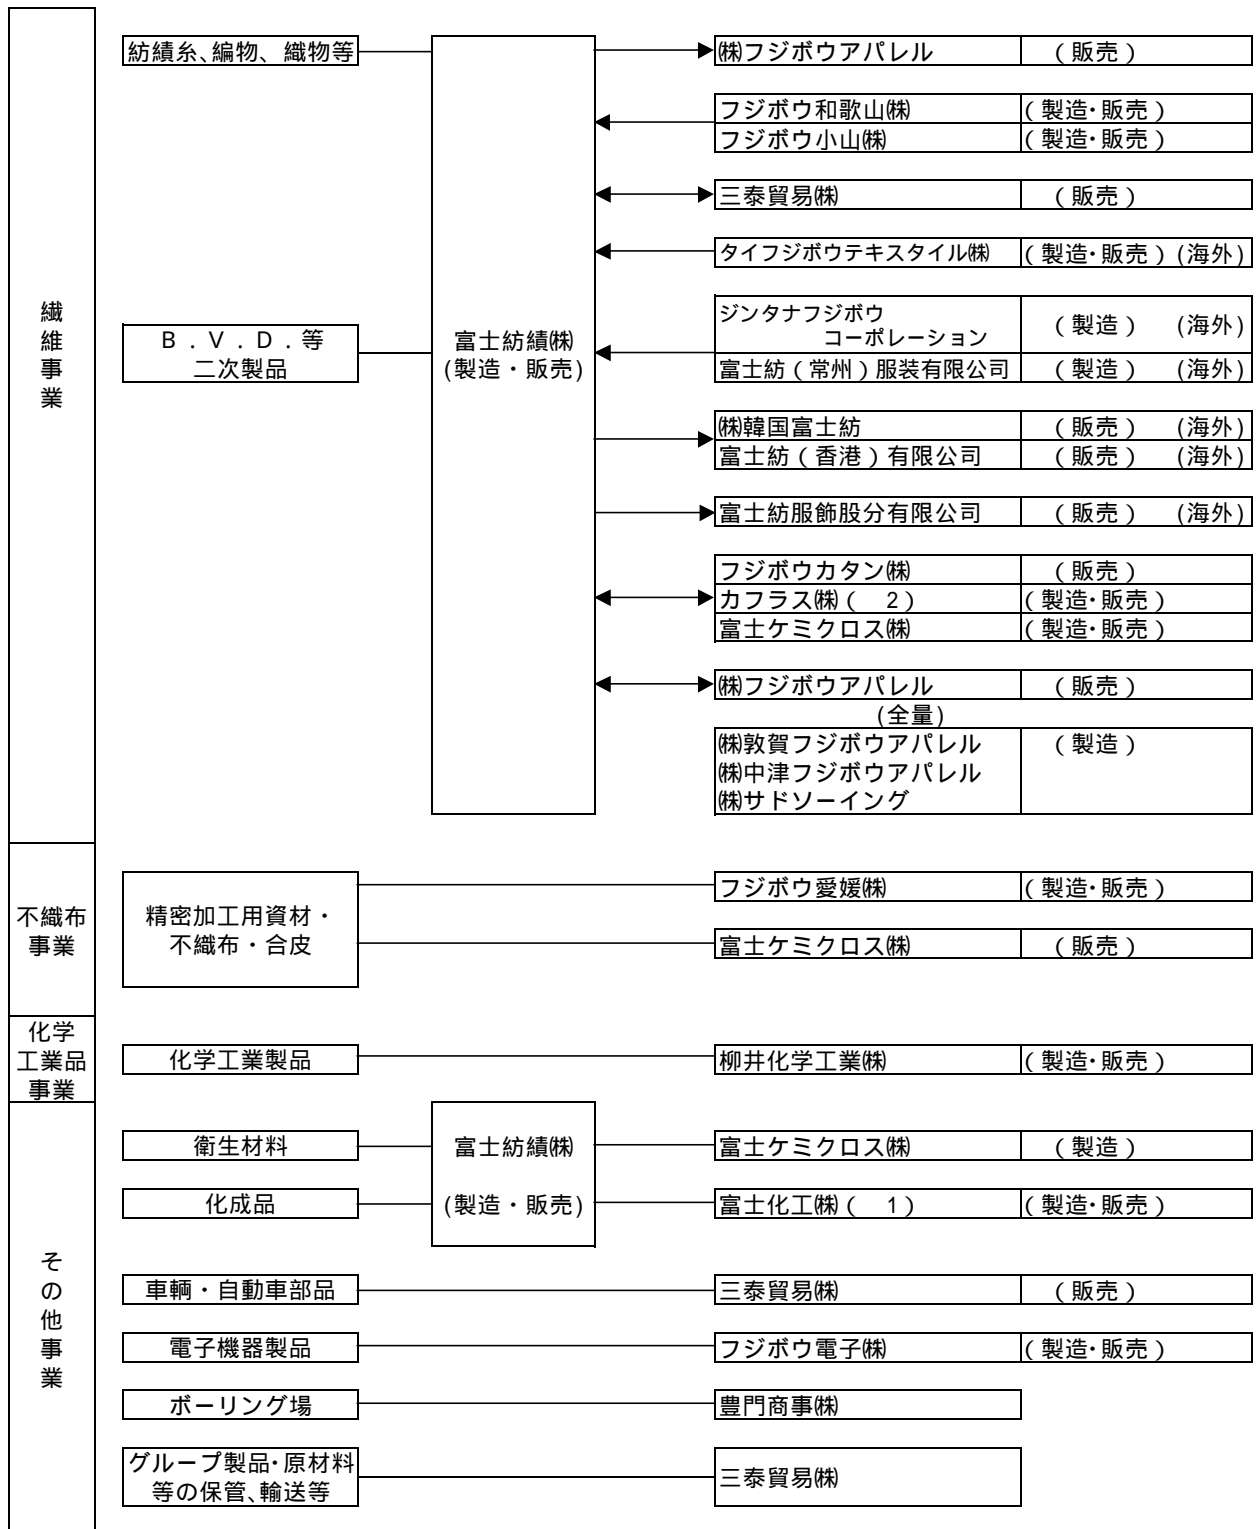 繊維事業
紡績糸、編物、織物等
㈱フジボウアパレル （販売）
フジボウ和歌山㈱ （製造・販売）
フジボウ小山㈱ （製造・販売）
三泰貿易㈱ （販売）
タイフジボウテキスタイル㈱ （製造・販売）(海外)
B．V．D．等
二次製品
富士紡績㈱
(製造・販売)
ジンタナフジボウ
コーポレーション （製造） (海外)
富士紡（常州）服装有限公司 （製造） (海外)
㈱韓国富士紡 （販売） (海外)
富士紡（香港）有限公司 （販売） (海外)
富士紡服飾股分有限公司 （販売） (海外)
フジボウカタン㈱ （販売）
カフラス㈱（ 2） （製造・販売）
富士ケミクロス㈱ （製造・販売）
㈱フジボウアパレル （販売）
(全量)
㈱敦賀フジボウアパレル （製造）
㈱中津フジボウアパレル
㈱サドソーイング
不織布
事業
精密加工用資材・
不織布・合皮
フジボウ愛媛㈱ （製造・販売）
富士ケミクロス㈱ （販売）
化学
工業品
事業
化学工業製品
柳井化学工業㈱ （製造・販売）
その他事業
衛生材料
富士紡績㈱
富士ケミクロス㈱ （製造）
化成品
(製造・販売)
富士化工㈱（ 1） （製造・販売）
車輌・自動車部品
三泰貿易㈱ （販売）
電子機器製品
フジボウ電子㈱ （製造・販売）
ボーリング場
豊門商事㈱
グループ製品・原材料
等の保管、輸送等
三泰貿易㈱